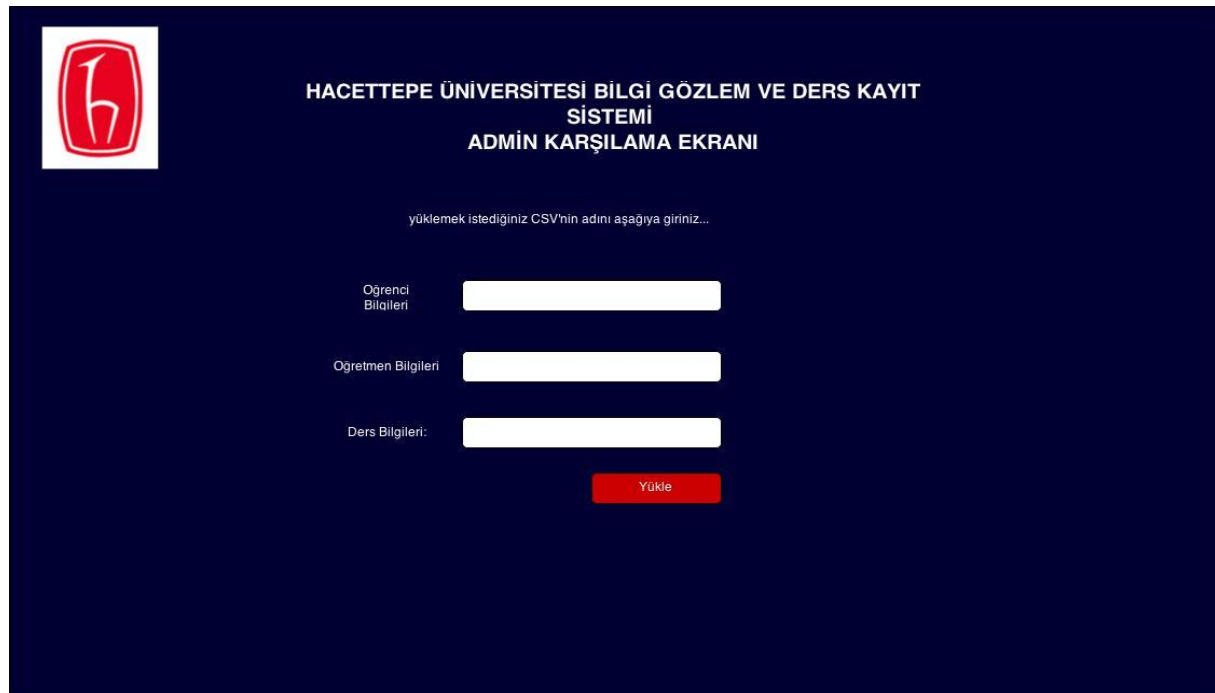 HACETTEPE ÜNİVERSİTESİ BİLGİ GÖZLEM VE DERS KAYIT
SİSTEMİ
ADMİN KARŞILAMA EKRANI
yüklemek istediğiniz CSV'nin adını aşağıya giriniz...
Oğrenci
Bilgileri
Oğretmen Bilgileri
Ders Bilgileri:
Yükle